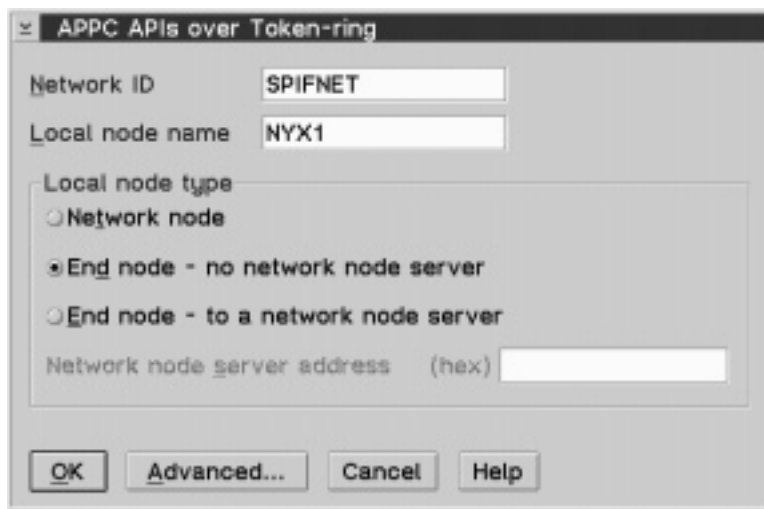 APPC APIs over Token-ring
Network ID SPIFNET
Local node name NYX1
Local node type
Network node
End node - no network node server
End node - to a network node server
Network node server address (hex)
OK Advanced... Cancel Help